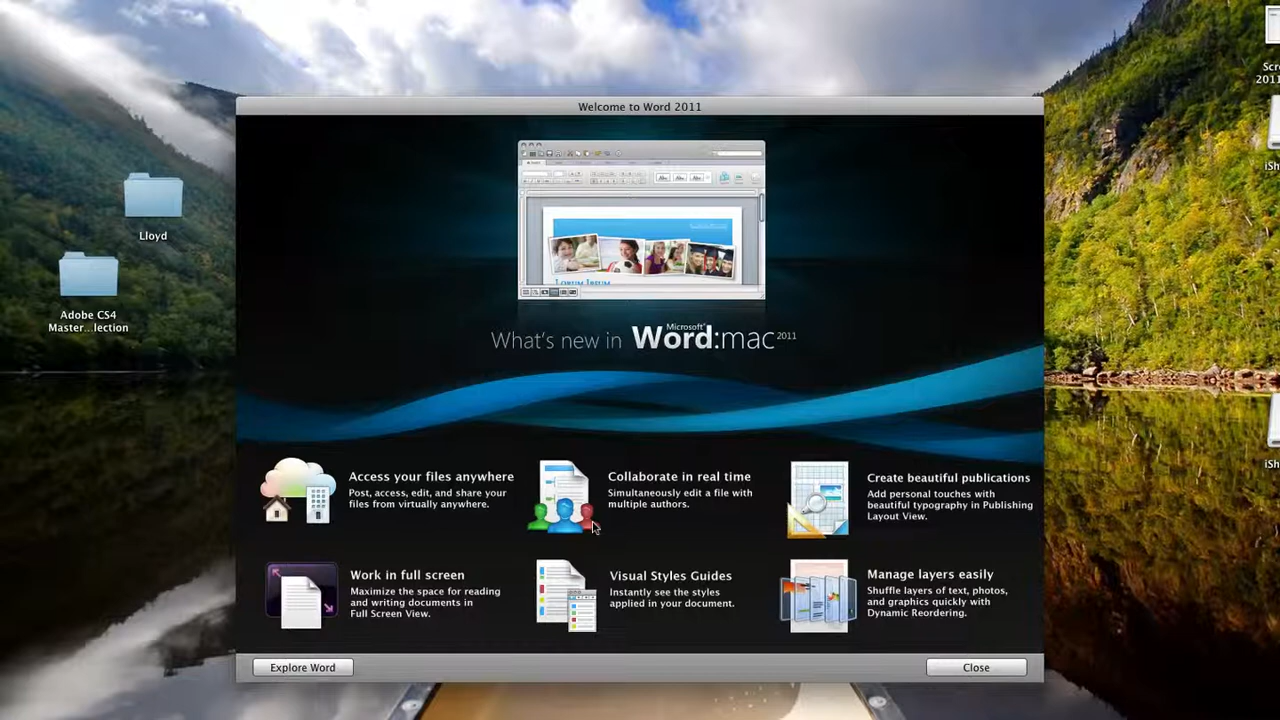 Welcome to Word 2011
Scre
2011
iSh
Lloyd
Adobe CS4
Master...lection
What's new in Microsoft® Word:mac 2011
Access your files anywhere
Post, access, edit, and share your
files from virtually anywhere.
Collaborate in real time
Simultaneously edit a file with
multiple authors.
Create beautiful publications
Add personal touches with
beautiful typography in Publishing
Layout View.
iSh
Work in full screen
Maximize the space for reading
and writing documents in
Full Screen View.
Visual Styles Guides
Instantly see the styles
applied in your document.
Manage layers easily
Shuffle layers of text, photos,
and graphics quickly with
Dynamic Reordering.
Explore Word
Close